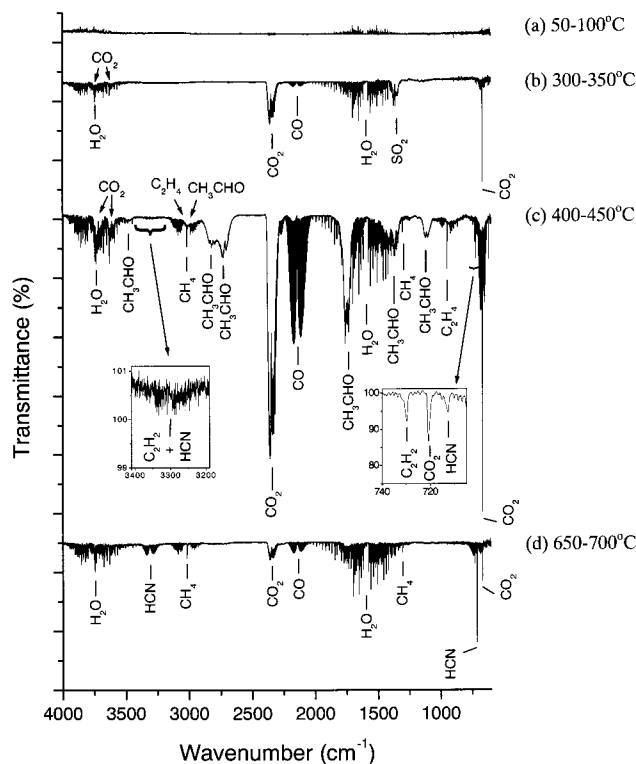 (a) 50-100°C
CO₂
H₂O
CO₂
CO
H₂O
SO₂
CO₂
(b) 300-350°C
CO₂
H₂O
CH₃CHO
C₂H₄
CH₃CHO
CH₄
CH₃CHO
CH₃CHO
CO₂
CO
CH₃CHO
H₂O
CH₃CHO
CH₄
CH₃CHO
C₂H₄
CO₂
(c) 400-450°C
101
100
99
98
3400 3300 3200
C₂H₂
+
HCN
100
90
80
75
740 720
C₂H₂
CO₂
HCN
H₂O
HCN
CH₄
CO₂
CO
H₂O
CH₄
HCN
CO₂
(d) 650-700°C
4000 3500 3000 2500 2000 1500 1000
Wavenumber (cm⁻¹)
Transmittance (%)